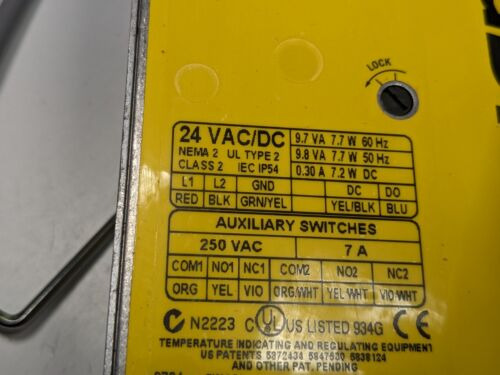 LOCK
24 VAC/DC 9.7 VA 7.7 W 60 Hz
NEMA 2 UL TYPE 2 9.8 VA 7.7 W 50 Hz
CLASS 2 IEC IP54 0.30 A 7.2 W DC
L1 L2 GND DC DO
RED BLK GRN/YEL YEL/BLK BLU
AUXILIARY SWITCHES
250 VAC 7 A
COM1 NO1 NC1 COM2 NO2 NC2
ORG YEL VIO ORG/WHT YEL/WHT VIO/WHT
N2223 C UL US LISTED 934G CE
TEMPERATURE INDICATING AND REGULATING EQUIPMENT
US PATENTS 5872434 5847530 5838124
AND OTHER PAT. PENDING